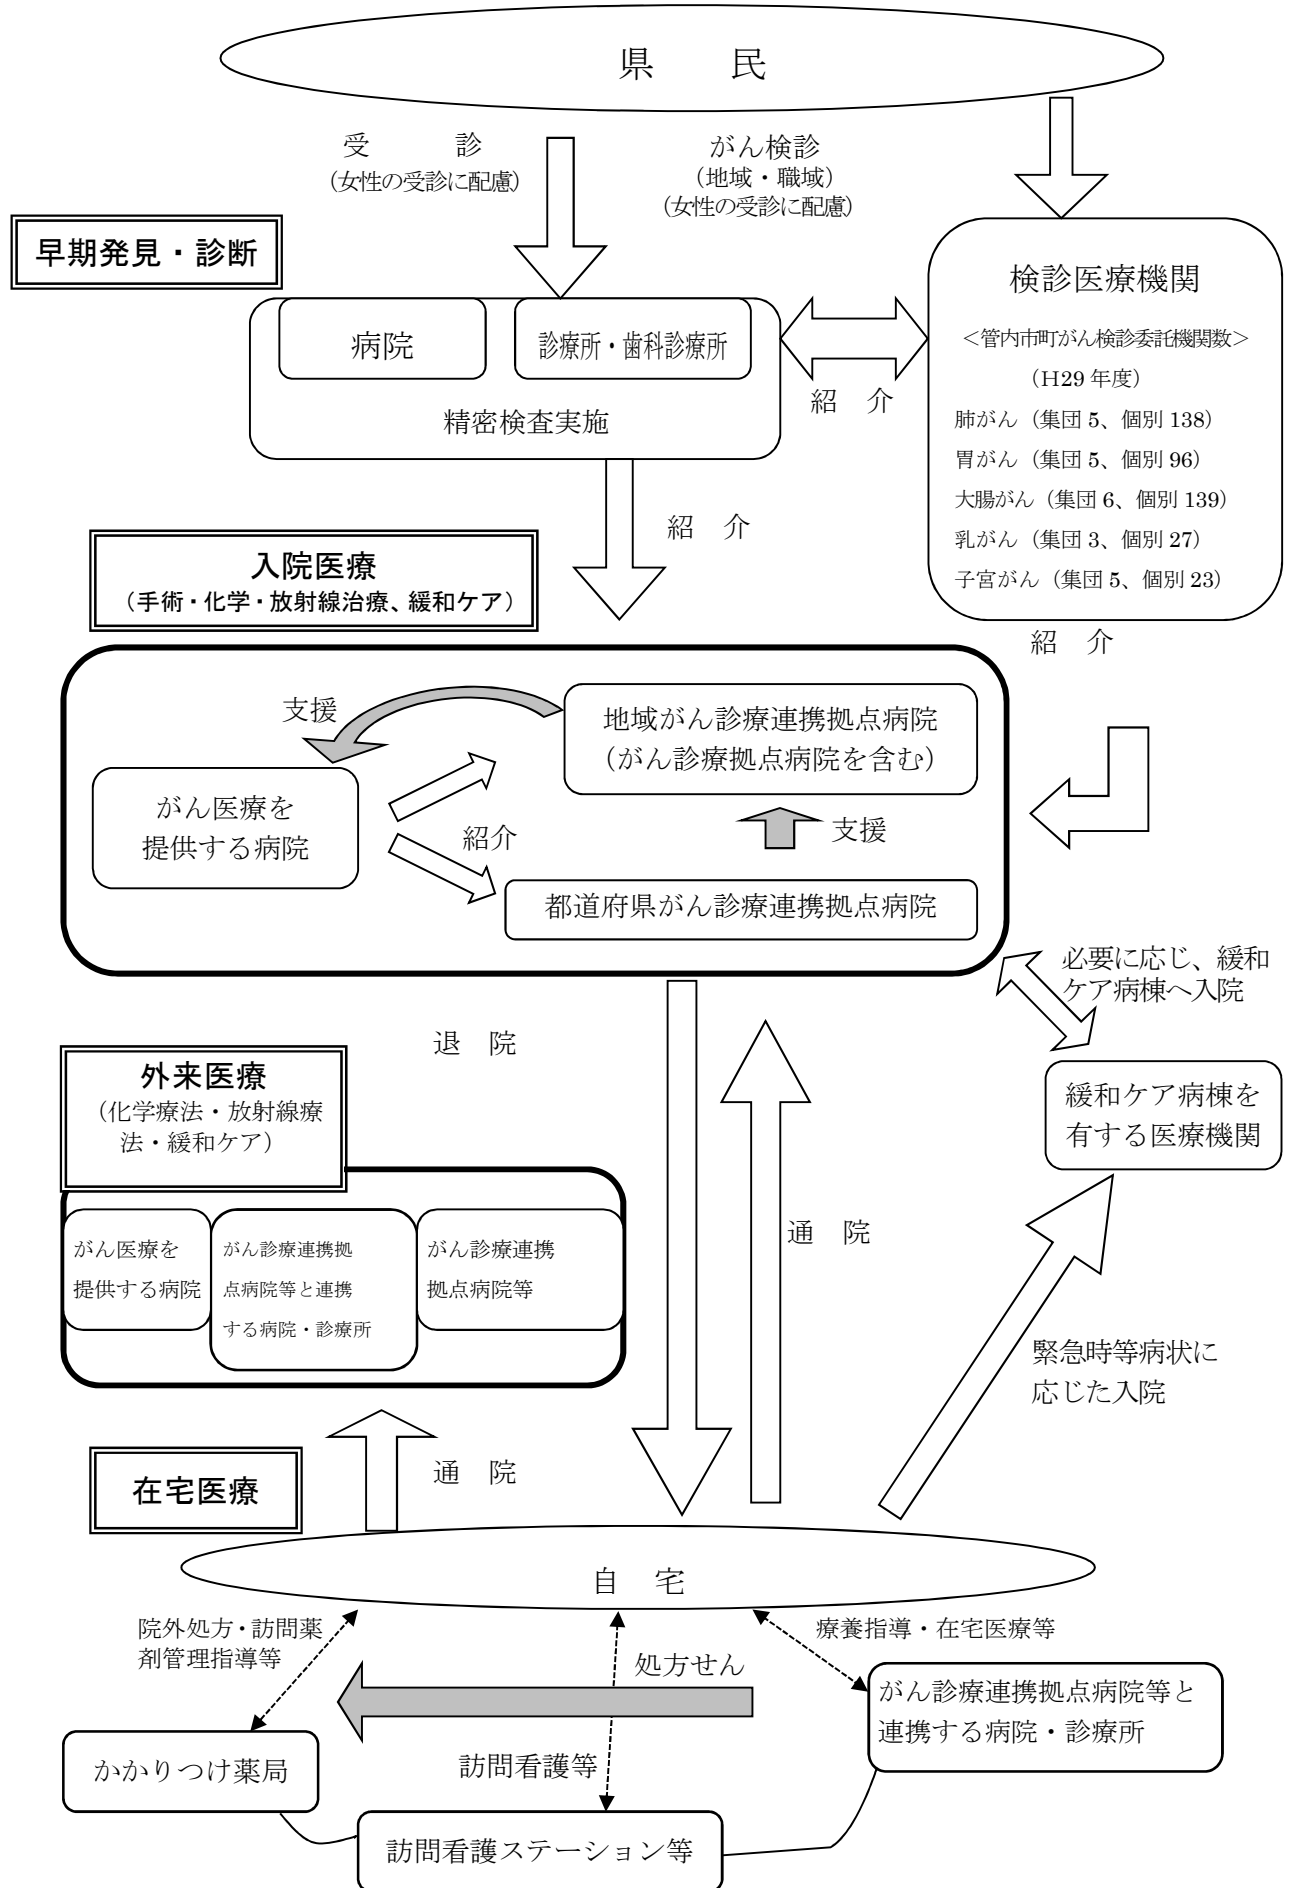 県　　民
受　　　診
（女性の受診に配慮）
がん検診
（地域・職域）
（女性の受診に配慮）
早期発見・診断
検診医療機関
＜管内市町がん検診委託機関数＞
（H29 年度）
肺がん（集団 5、個別 138）
胃がん（集団 5、個別 96）
大腸がん（集団 6、個別 139）
乳がん（集団 3、個別 27）
子宮がん（集団 5、個別 23）
病院
診療所・歯科診療所
精密検査実施
紹　介
紹　介
紹　介
入院医療
（手術・化学・放射線治療、緩和ケア）
支援
地域がん診療連携拠点病院
（がん診療拠点病院を含む）
がん医療を
提供する病院
紹介
支援
都道府県がん診療連携拠点病院
必要に応じ、緩和
ケア病棟へ入院
退　院
外来医療
（化学療法・放射線療
法・緩和ケア）
緩和ケア病棟を
有する医療機関
がん医療を
提供する病院
がん診療連携拠
点病院等と連携
する病院・診療所
がん診療連携
拠点病院等
通　院
緊急時等病状に
応じた入院
通　院
在宅医療
自　宅
院外処方・訪問薬
剤管理指導等
処方せん
療養指導・在宅医療等
がん診療連携拠点病院等と
連携する病院・診療所
かかりつけ薬局
訪問看護等
訪問看護ステーション等